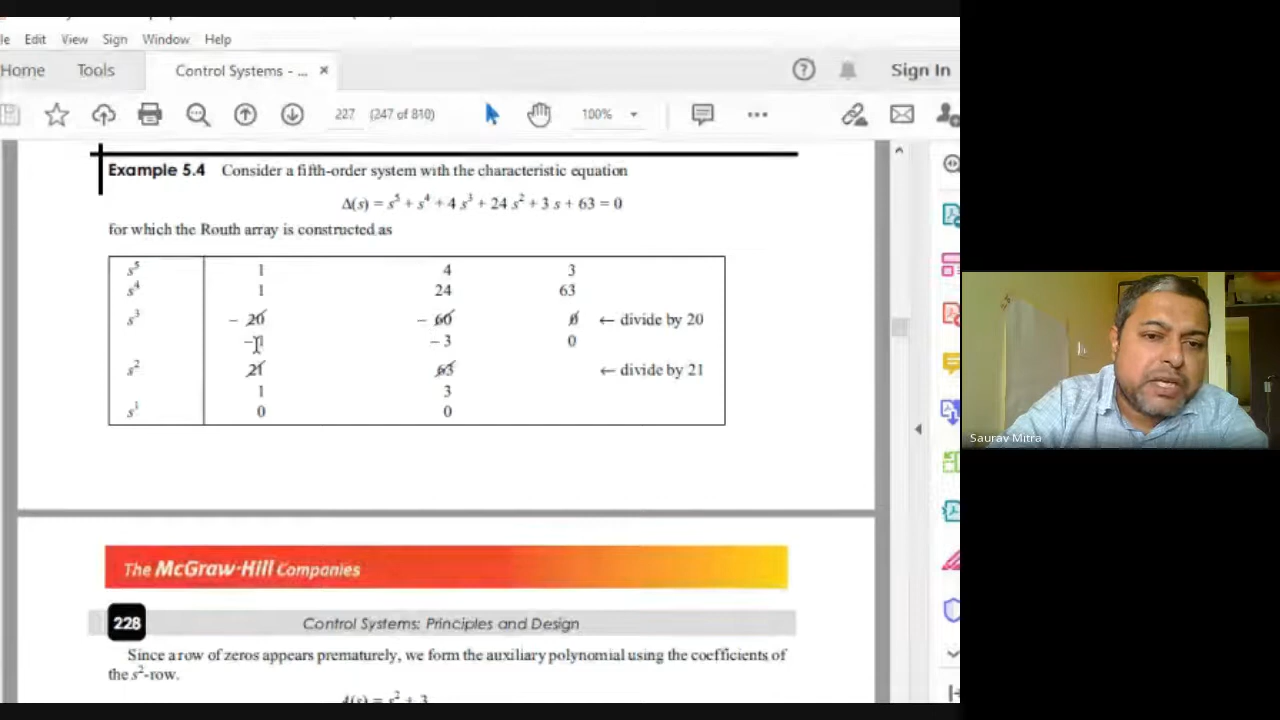 le Edit View Sign Window Help
Home Tools Control Systems - ... × Sign In
227 (247 of 810) 100%
Example 5.4 Consider a fifth-order system with the characteristic equation
Δ(s) = s⁵ + s⁴ + 4 s³ + 24 s² + 3 s + 63 = 0
for which the Routh array is constructed as
s⁵ 1 4 3
s⁴ 1 24 63
s³ – 20 – 60 0 ← divide by 20
–1 – 3 0
s² 21 63 ← divide by 21
1 3
s¹ 0 0
The McGraw·Hill Companies
228 Control Systems: Principles and Design
Since a row of zeros appears prematurely, we form the auxiliary polynomial using the coefficients of
the s²-row.
A(s) = s² + 3
Saurav Mitra